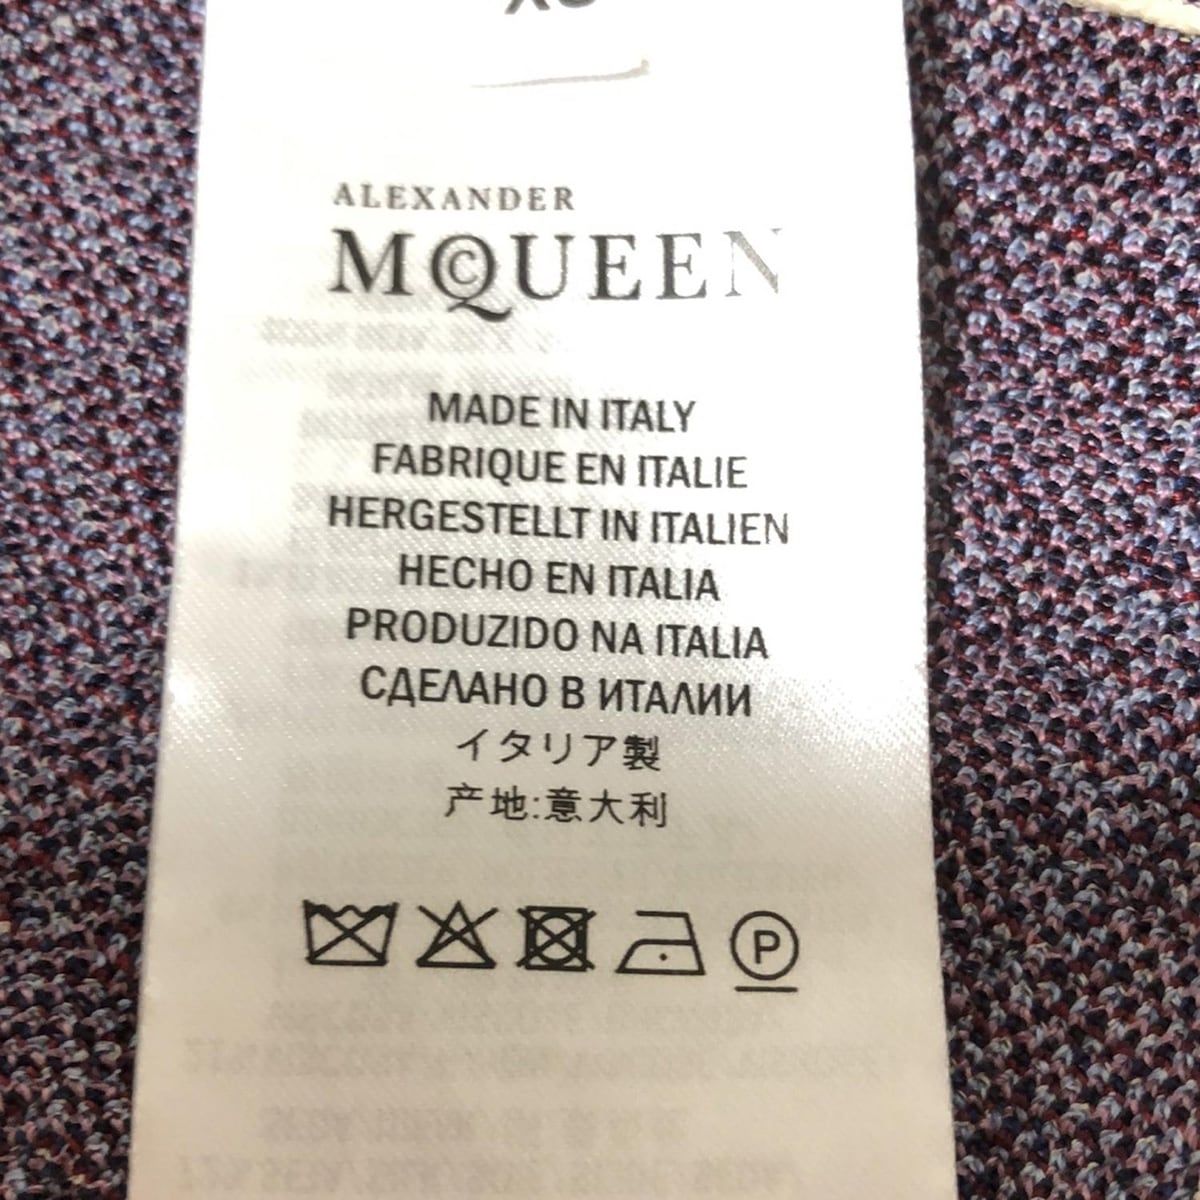 XS
ALEXANDER
MCQUEEN
MADE IN ITALY
FABRIQUE EN ITALIE
HERGESTELLT IN ITALIEN
HECHO EN ITALIA
PRODUZIDO NA ITALIA
СДЕЛАНО В ИТАЛИИ
イタリア製
产地:意大利
P